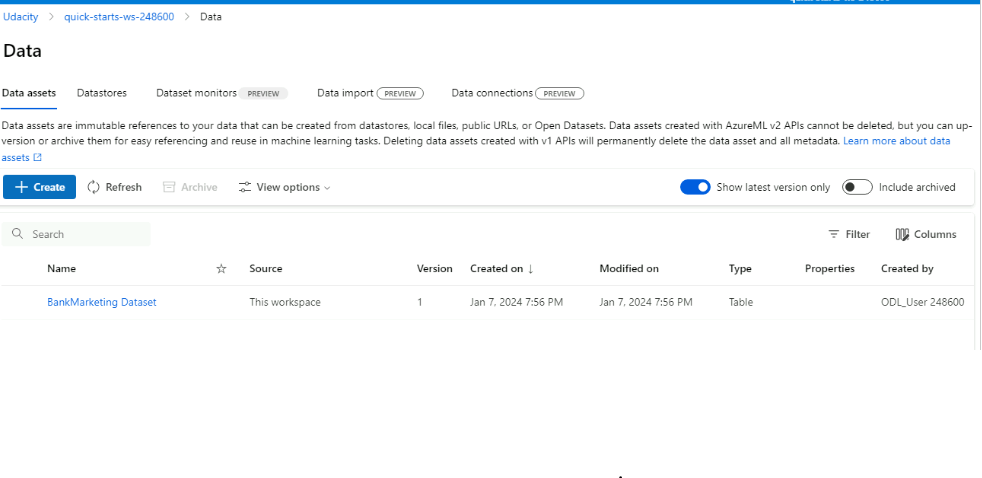 Udacity > quick-starts-ws-248600 > Data
Data
Data assets Datastores Dataset monitors PREVIEW Data import PREVIEW Data connections PREVIEW
Data assets are immutable references to your data that can be created from datastores, local files, public URLs, or Open Datasets. Data assets created with AzureML v2 APIs cannot be deleted, but you can up-
version or archive them for easy referencing and reuse in machine learning tasks. Deleting data assets created with v1 APIs will permanently delete the data asset and all metadata. Learn more about data
assets
+ Create Refresh Archive View options Show latest version only Include archived
Search Filter Columns
Name Source Version Created on ↓ Modified on Type Properties Created by
BankMarketing Dataset This workspace 1 Jan 7, 2024 7:56 PM Jan 7, 2024 7:56 PM Table ODL_User 248600